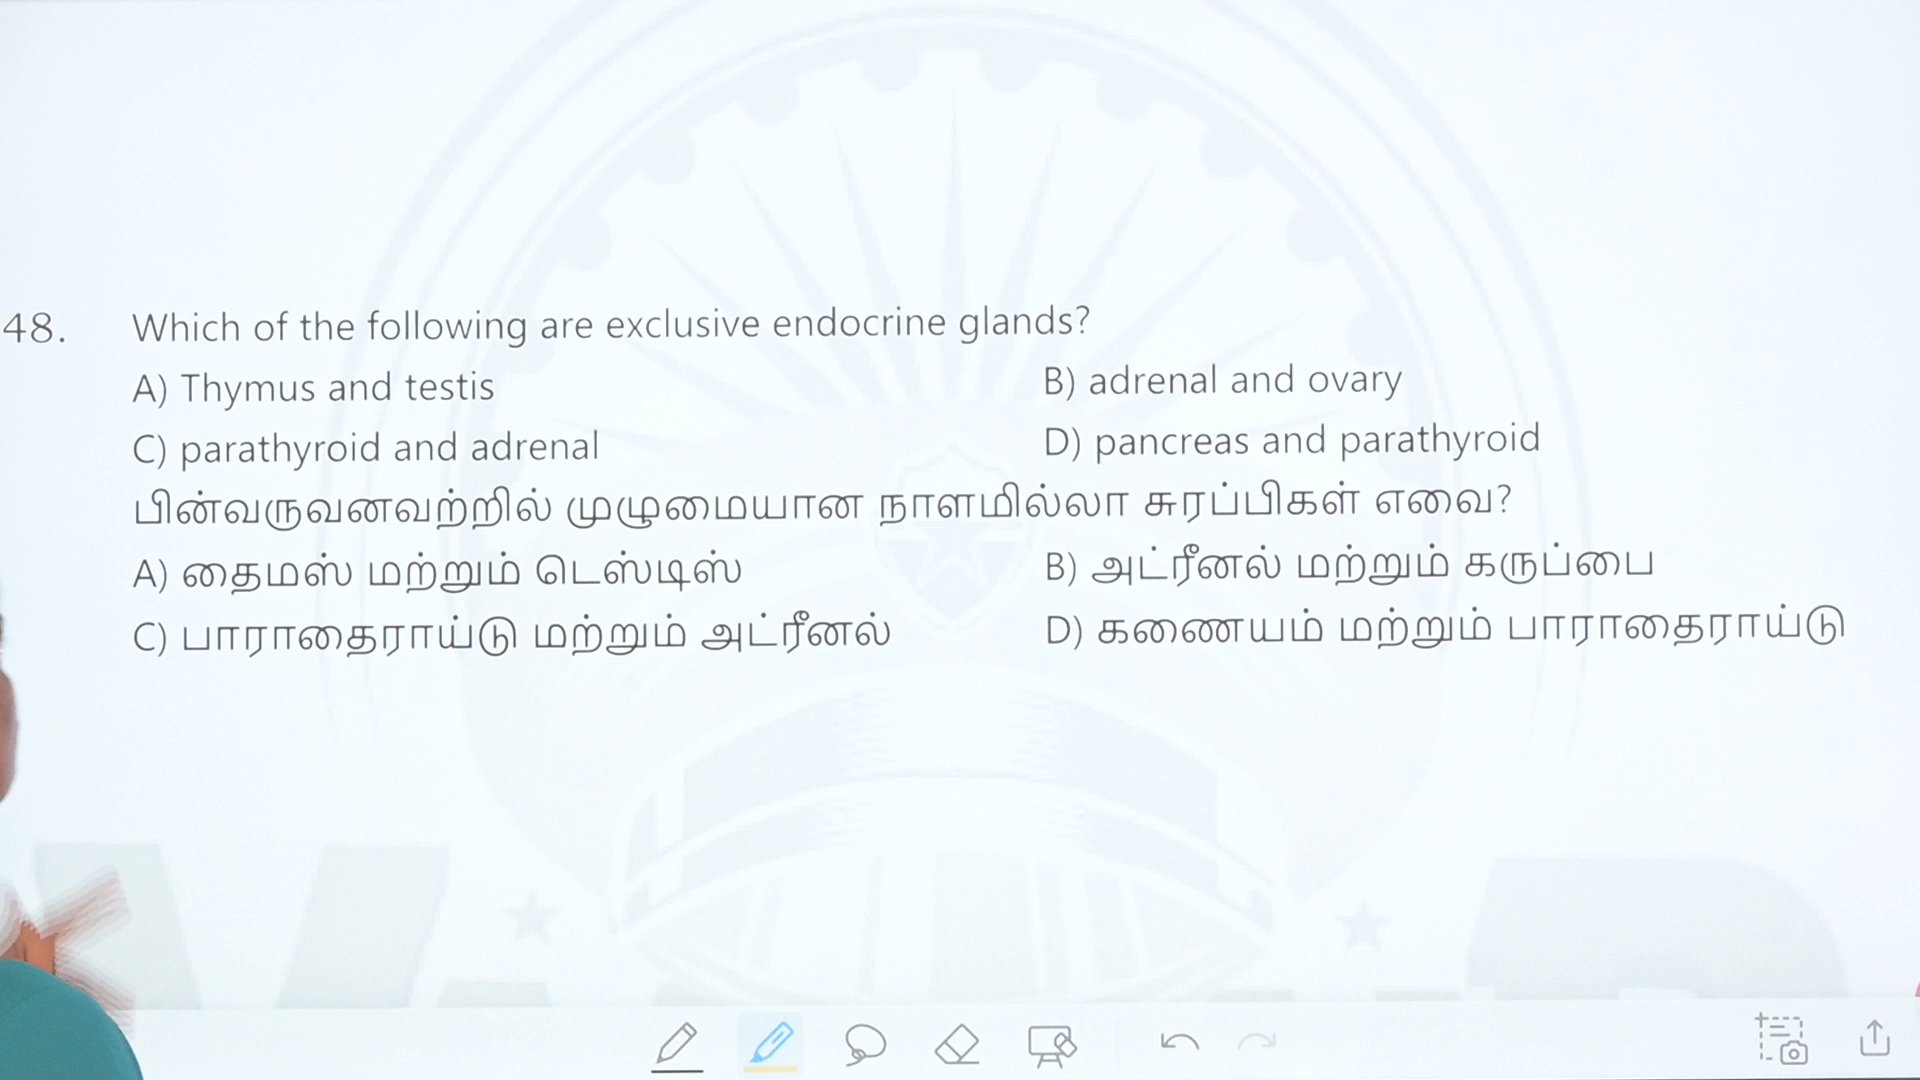 48. Which of the following are exclusive endocrine glands?
A) Thymus and testis B) adrenal and ovary
C) parathyroid and adrenal D) pancreas and parathyroid
பின்வருவனவற்றில் முழுமையான நாளமில்லா சுரப்பிகள் எவை?
A) தைமஸ் மற்றும் டெஸ்டிஸ் B) அட்ரீனல் மற்றும் கருப்பை
C) பாராதைராய்டு மற்றும் அட்ரீனல் D) கணையம் மற்றும் பாராதைராய்டு